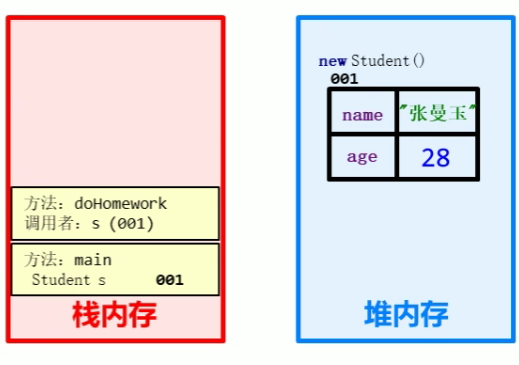 方法：doHomework
调用者：s (001)
方法：main
Student s 001
栈内存
new Student()
001
name "张曼玉"
age 28
堆内存